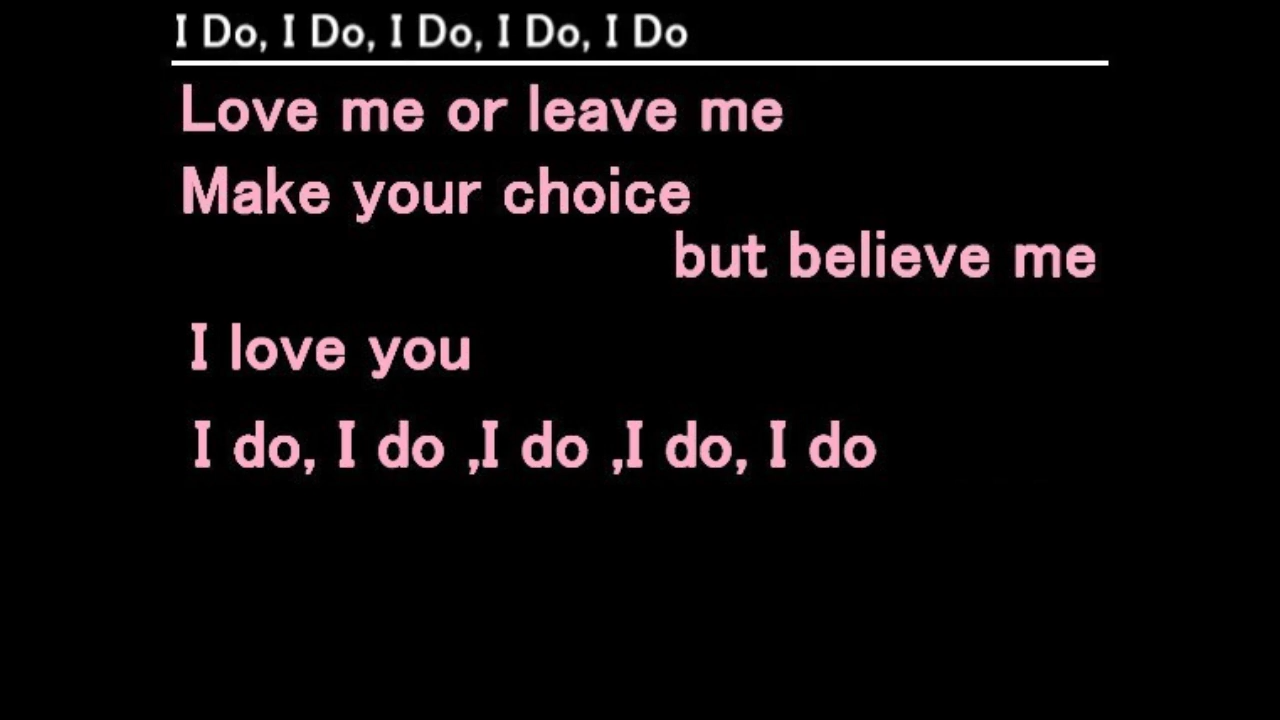 I Do, I Do, I Do, I Do, I Do
Love me or leave me
Make your choice
but believe me
I love you
I do, I do ,I do ,I do, I do